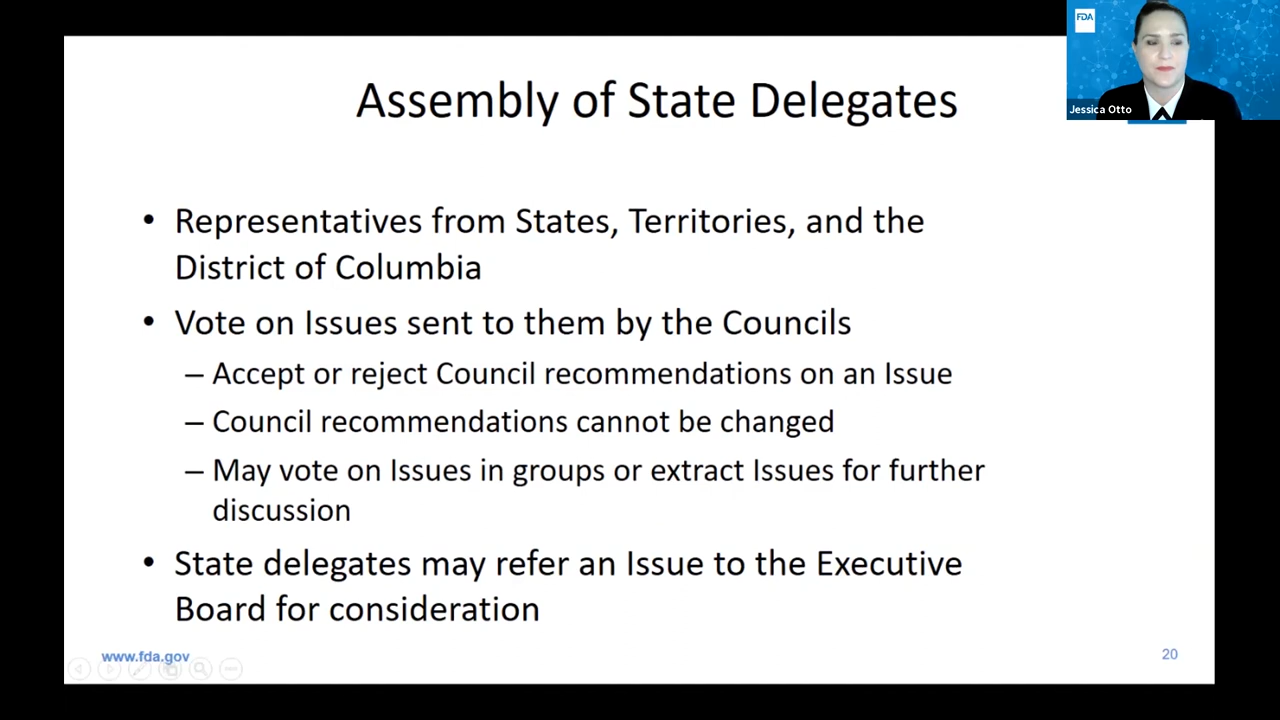 FDA
Jessica Otto
Assembly of State Delegates
• Representatives from States, Territories, and the
District of Columbia
• Vote on Issues sent to them by the Councils
– Accept or reject Council recommendations on an Issue
– Council recommendations cannot be changed
– May vote on Issues in groups or extract Issues for further
discussion
• State delegates may refer an Issue to the Executive
Board for consideration
www.fda.gov
20